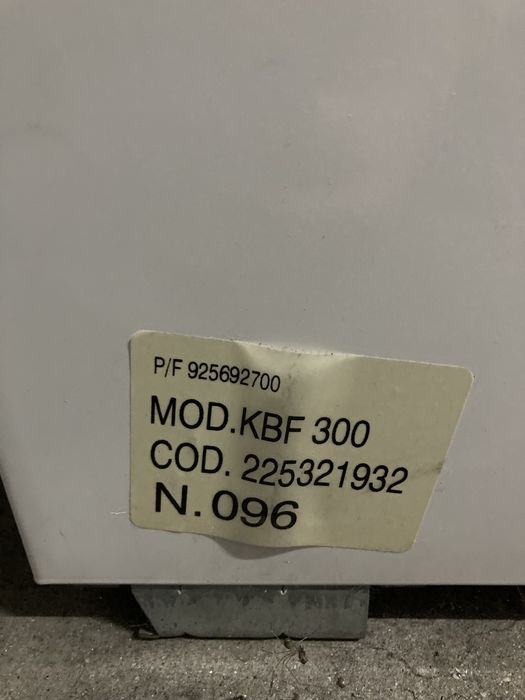 P/F 925692700
MOD.KBF 300
COD. 225321932
N.096